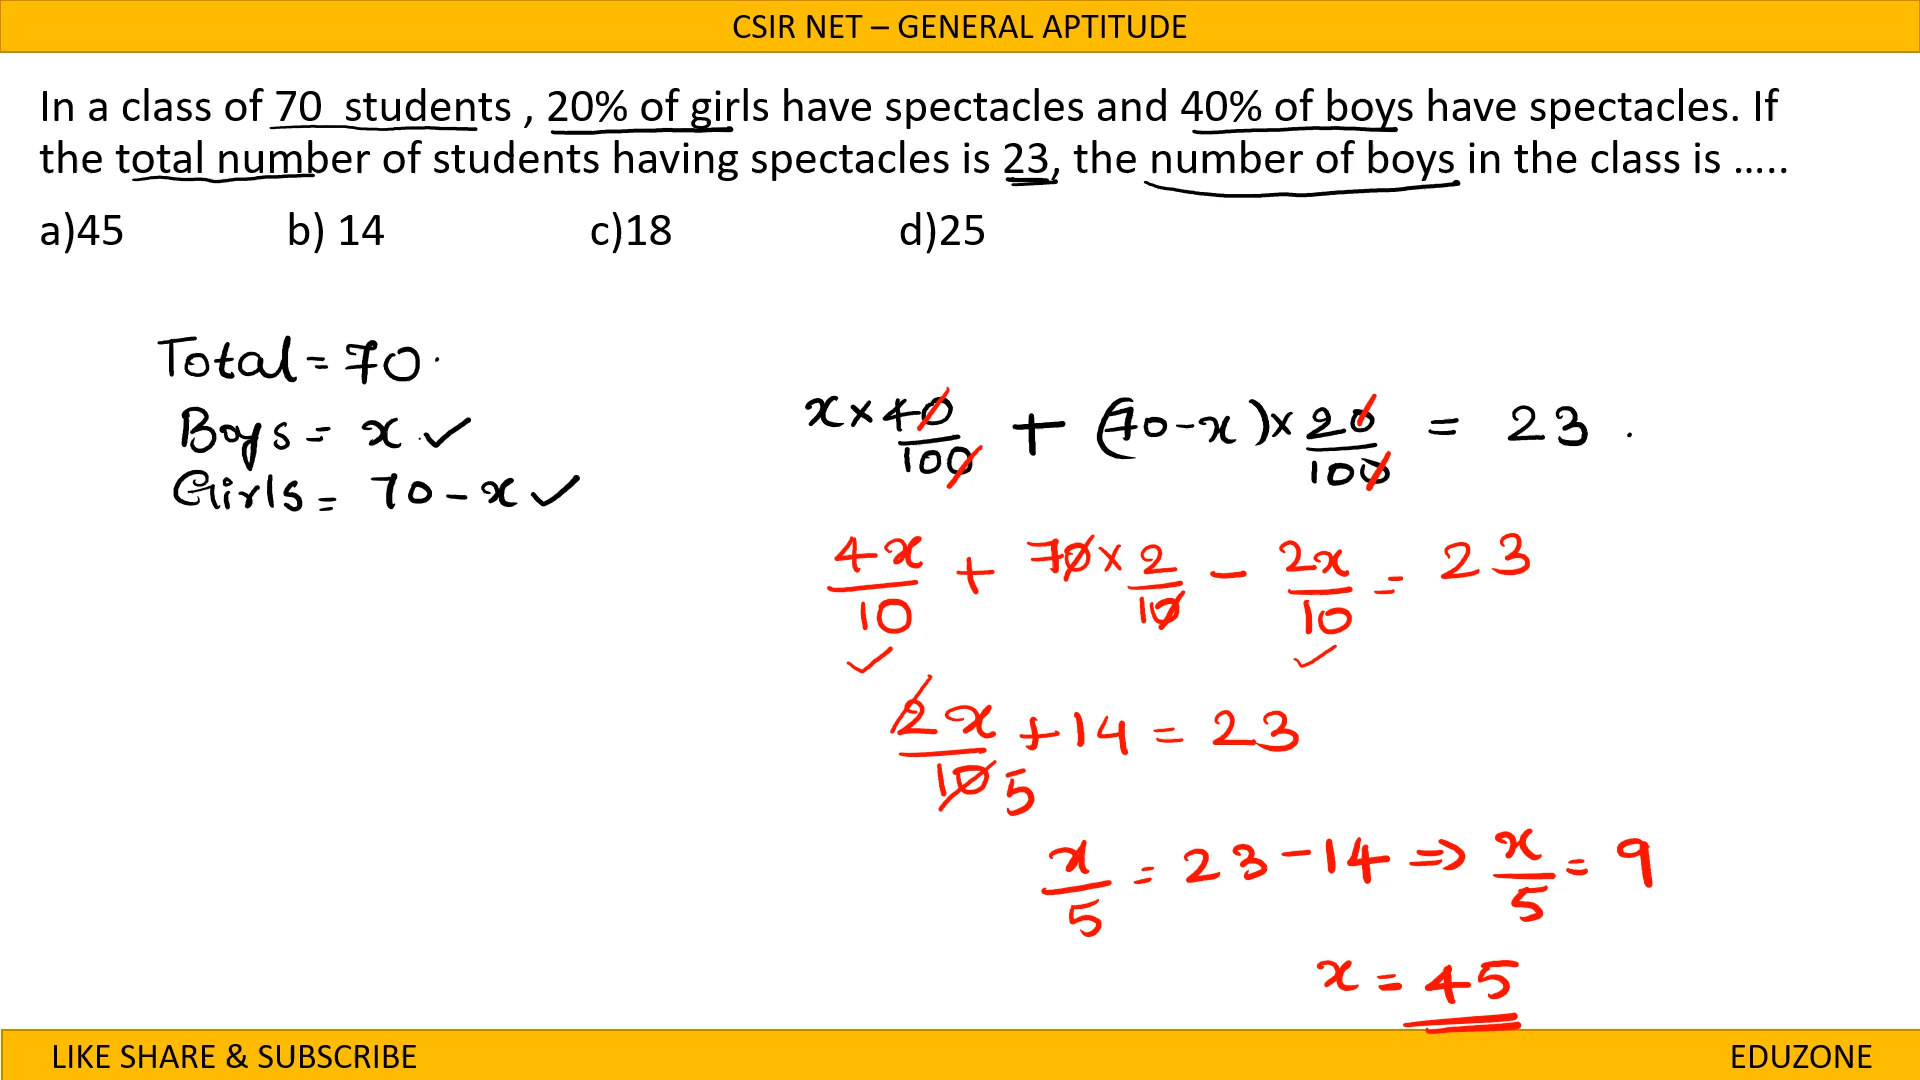 CSIR NET – GENERAL APTITUDE
In a class of 70 students , 20% of girls have spectacles and 40% of boys have spectacles. If
the total number of students having spectacles is 23, the number of boys in the class is …..
a)45 b) 14 c)18 d)25
Total = 70.
Boys = x ✓
Girls = 70 - x ✓
x × 40/100 + (70 - x) × 20/100 = 23.
4x/10 + 70 × 2/10 - 2x/10 = 23
2x/10 5 + 14 = 23
x/5 = 23 - 14 ⇒ x/5 = 9
x = 45
LIKE SHARE & SUBSCRIBE
EDUZONE